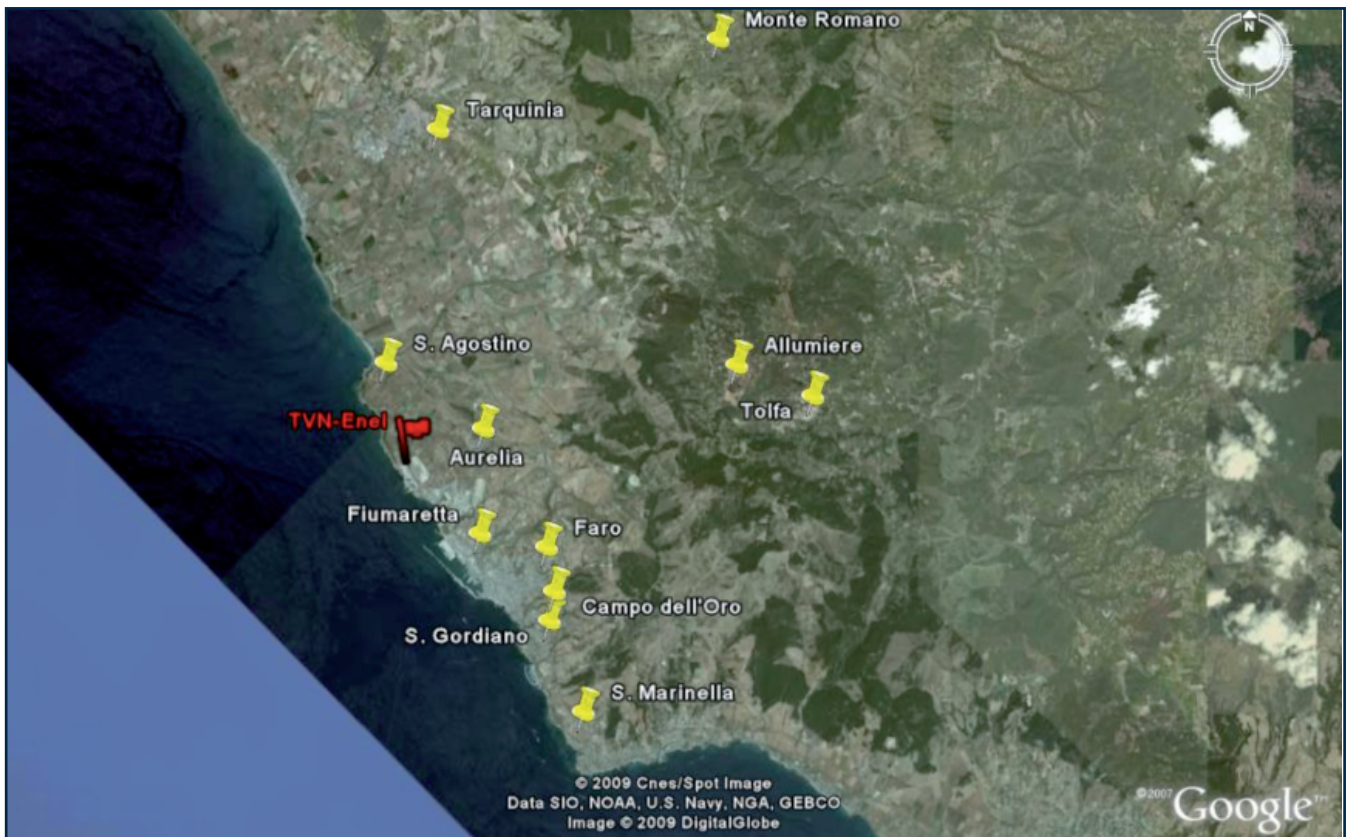 Monte Romano
N
Tarquinia
S. Agostino
Allumiere
Tolfa
TVN-Enel
Aurelia
Fiumaretta
Faro
Campo dell'Oro
S. Gordiano
S. Marinella
© 2009 Cnes/Spot Image
Data SIO, NOAA, U.S. Navy, NGA, GEBCO
Image © 2009 DigitalGlobe
©2007 Google™